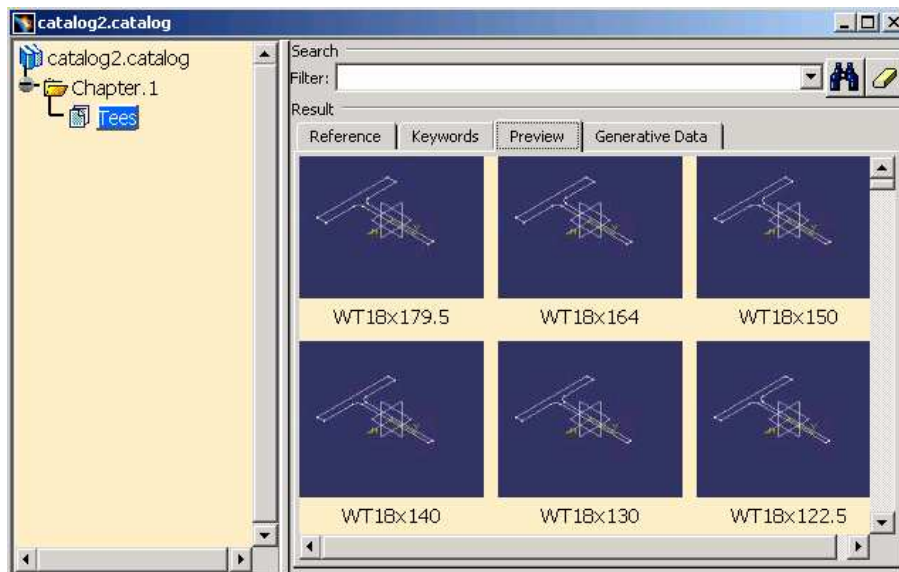 catalog2.catalog
catalog2.catalog
Chapter.1
Tees
Search
Filter:
Result
Reference Keywords Preview Generative Data
WT18x179.5 WT18x164 WT18x150
WT18x140 WT18x130 WT18x122.5